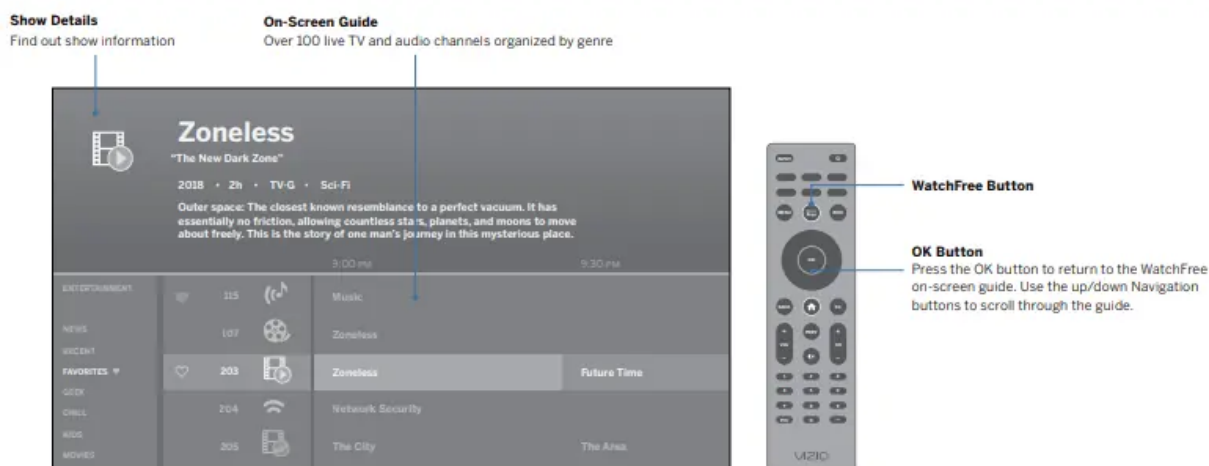 Show Details
Find out show information
On-Screen Guide
Over 100 live TV and audio channels organized by genre
Zoneless
"The New Dark Zone"
2018 • 2h • TV-G • Sci-Fi
Outer space: The closest known resemblance to a perfect vacuum. It has
essentially no friction, allowing countless stars, planets, and moons to move
about freely. This is the story of one man's journey in this mysterious place.
9:00 PM 9:30 PM
ENTERTAINMENT
NEWS
RECENT
FAVORITES
GEEK
CHILL
KIDS
MOVIES
115 Music
107 Zoneless
203 Zoneless Future Time
204 Network Security
205 The City The Area
WatchFree Button
OK Button
Press the OK button to return to the WatchFree
on-screen guide. Use the up/down Navigation
buttons to scroll through the guide.
VIZIO